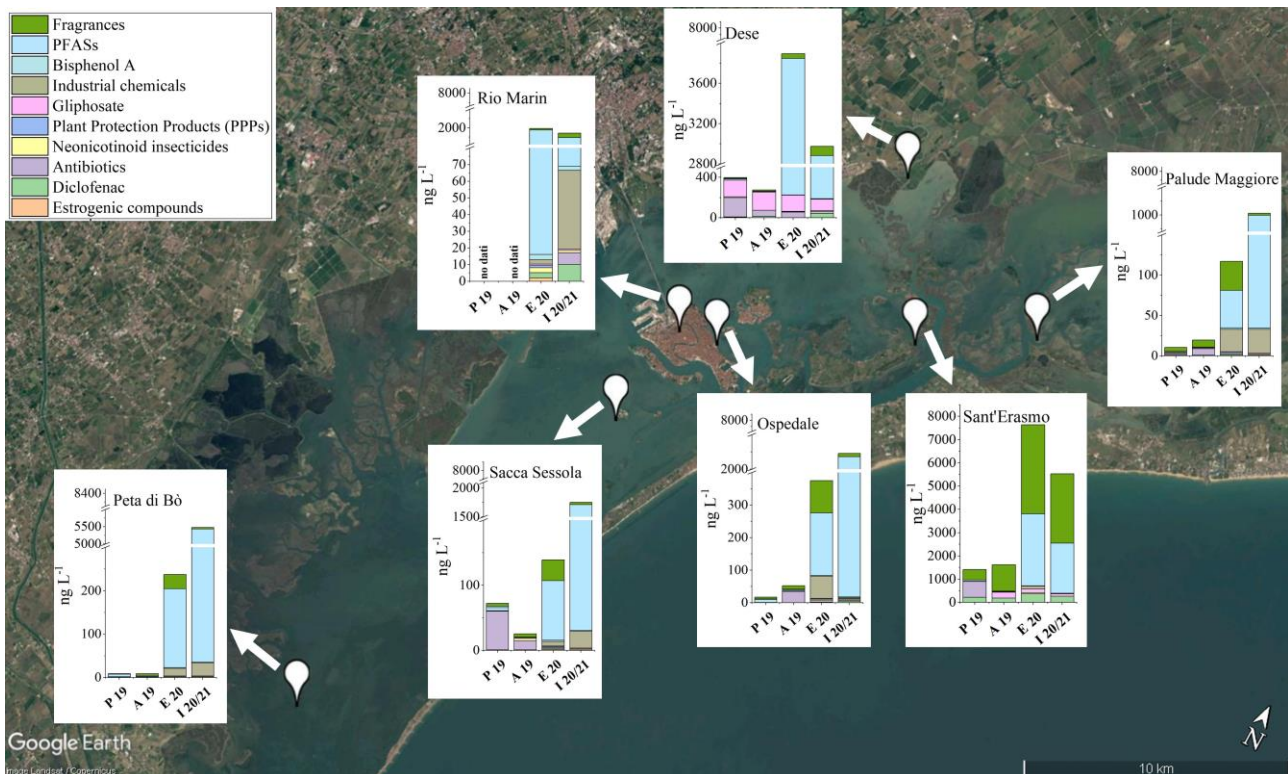 Fragrances
PFASs
Bisphenol A
Industrial chemicals
Gliphosate
Plant Protection Products (PPPs)
Neonicotinoid insecticides
Antibiotics
Diclofenac
Estrogenic compounds
Rio Marin
8000
2000
70
60
50
40
30
20
10
0
ng L-1
no dati
no dati
P 19
A 19
E 20
I 20/21
Dese
8000
3600
3200
2800
400
0
ng L-1
P 19
A 19
E 20
I 20/21
Palude Maggiore
8000
1000
100
50
0
ng L-1
P 19
A 19
E 20
I 20/21
Peta di Bò
8400
5500
5000
200
100
0
ng L-1
P 19
A 19
E 20
I 20/21
Sacca Sessola
8000
2000
1500
100
0
ng L-1
P 19
A 19
E 20
I 20/21
Ospedale
8000
2000
300
200
100
0
ng L-1
P 19
A 19
E 20
I 20/21
Sant'Erasmo
8000
7000
6000
5000
4000
3000
2000
1000
0
ng L-1
P 19
A 19
E 20
I 20/21
Google Earth
Image Landsat / Copernicus
N
10 km